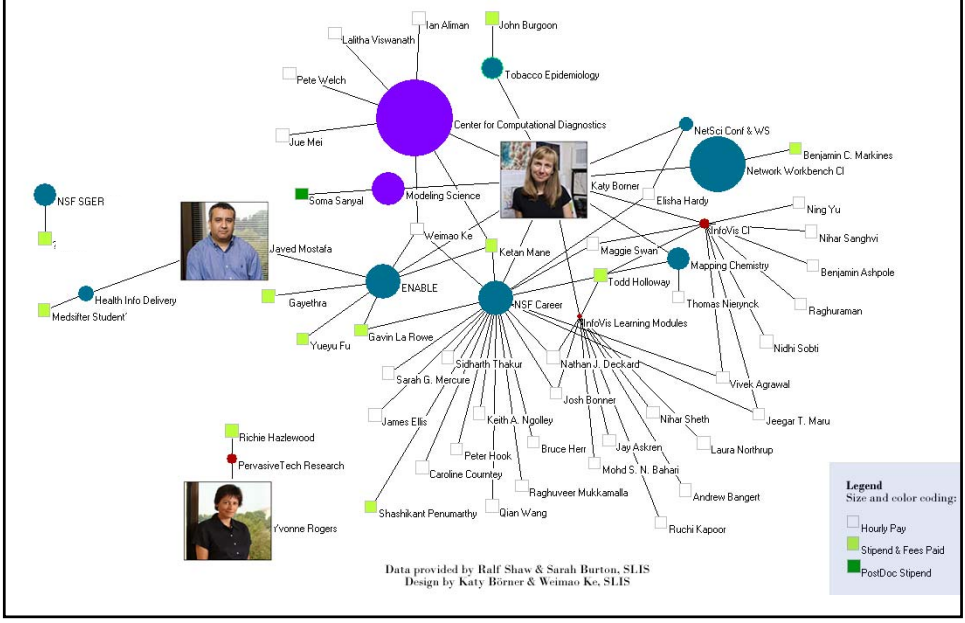 Ian Aliman
John Burgoon
Lalitha Viswanath
Tobacco Epidemiology
Pete Welch
Center for Computational Diagnostics
NetSci Conf & WS
Jue Mei
Benjamin C. Markines
Network Workbench CI
Katy Borner
Soma Sanyal
Modeling Science
Elisha Hardy
NSF SGER
Ning Yu
Weimao Ke
InfoVis CI
Nihar Sanghvi
?
Javed Mostafa
Ketan Mane
Maggie Swan
Mapping Chemistry
Benjamin Ashpole
Todd Holloway
ENABLE
Health Info Delivery
Gayethra
NSF Career
Thomas Nierynck
Raghuraman
Medsifter Student'
InfoVis Learning Modules
Yueyu Fu
Gavin La Rowe
Nidhi Sobti
Sidharth Thakur
Nathan J. Deckard
Sarah G. Mercure
Vivek Agrawal
Josh Bonner
James Ellis
Keith A. Ngolley
Nihar Sheth
Jeegar T. Maru
Richie Hazlewood
Peter Hook
Bruce Herr
Jay Askren
Laura Northrup
PervasiveTech Research
Caroline Courntey
Mohd S. N. Bahari
Raghuveer Mukkamalla
Andrew Bangert
Shashikant Penumarthy
Qian Wang
Ruchi Kapoor
Yvonne Rogers
Legend
Size and color coding:
Hourly Pay
Stipend & Fees Paid
PostDoc Stipend
Data provided by Ralf Shaw & Sarah Burton, SLIS
Design by Katy Börner & Weimao Ke, SLIS